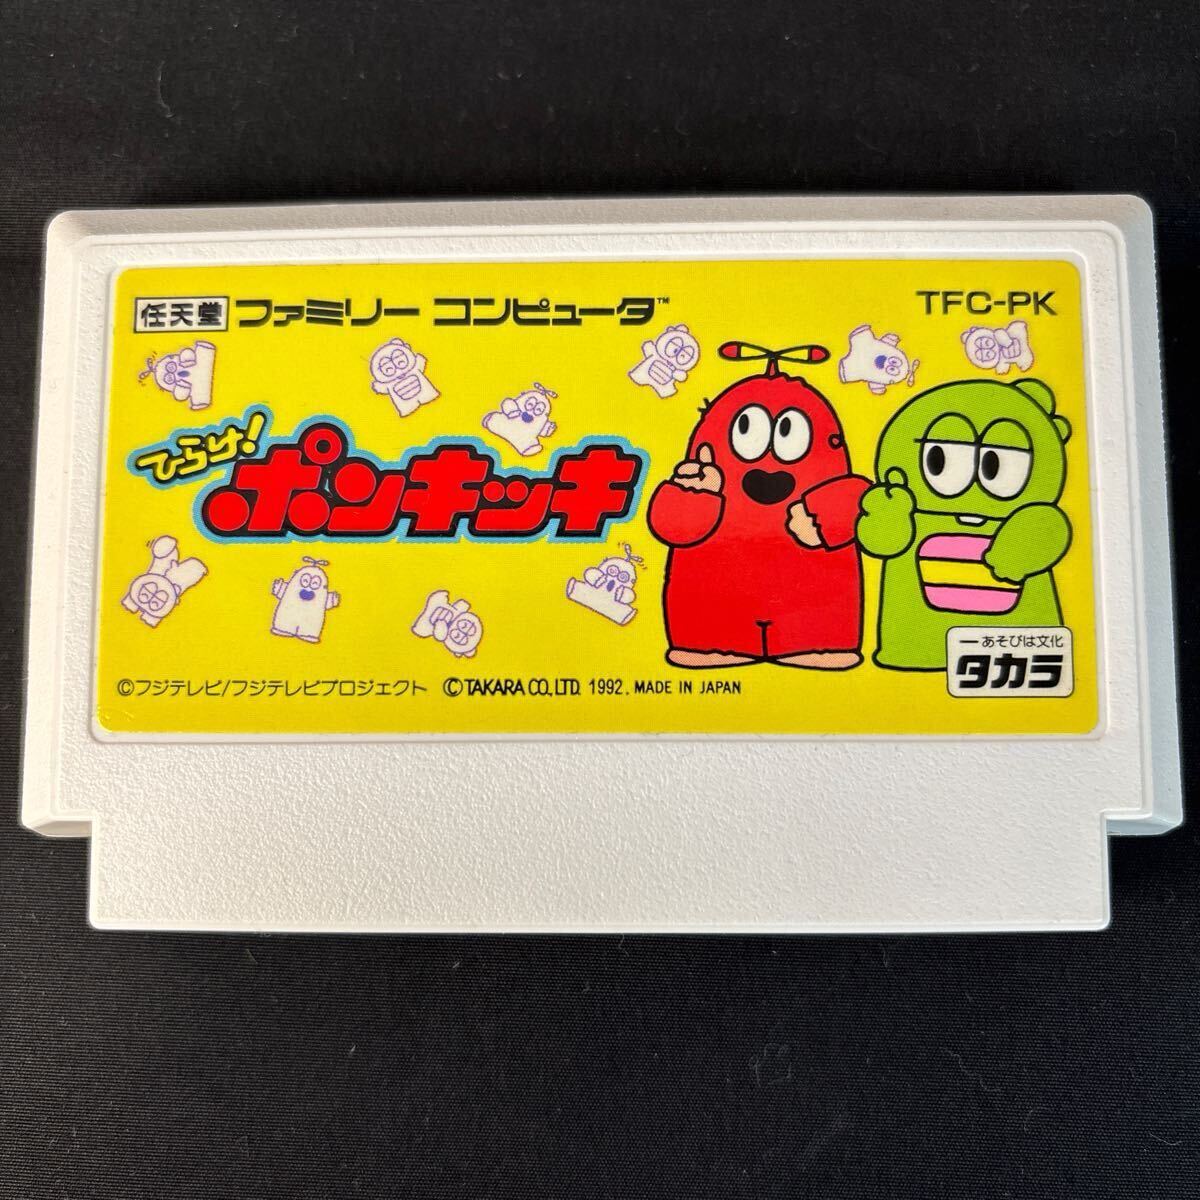 任天堂 ファミリー コンピュータ™
TFC-PK
ひらけ!
ポンキッキ
ーあそびは文化
タカラ
©フジテレビ/フジテレビプロジェクト ©TAKARA CO.,LTD. 1992. MADE IN JAPAN